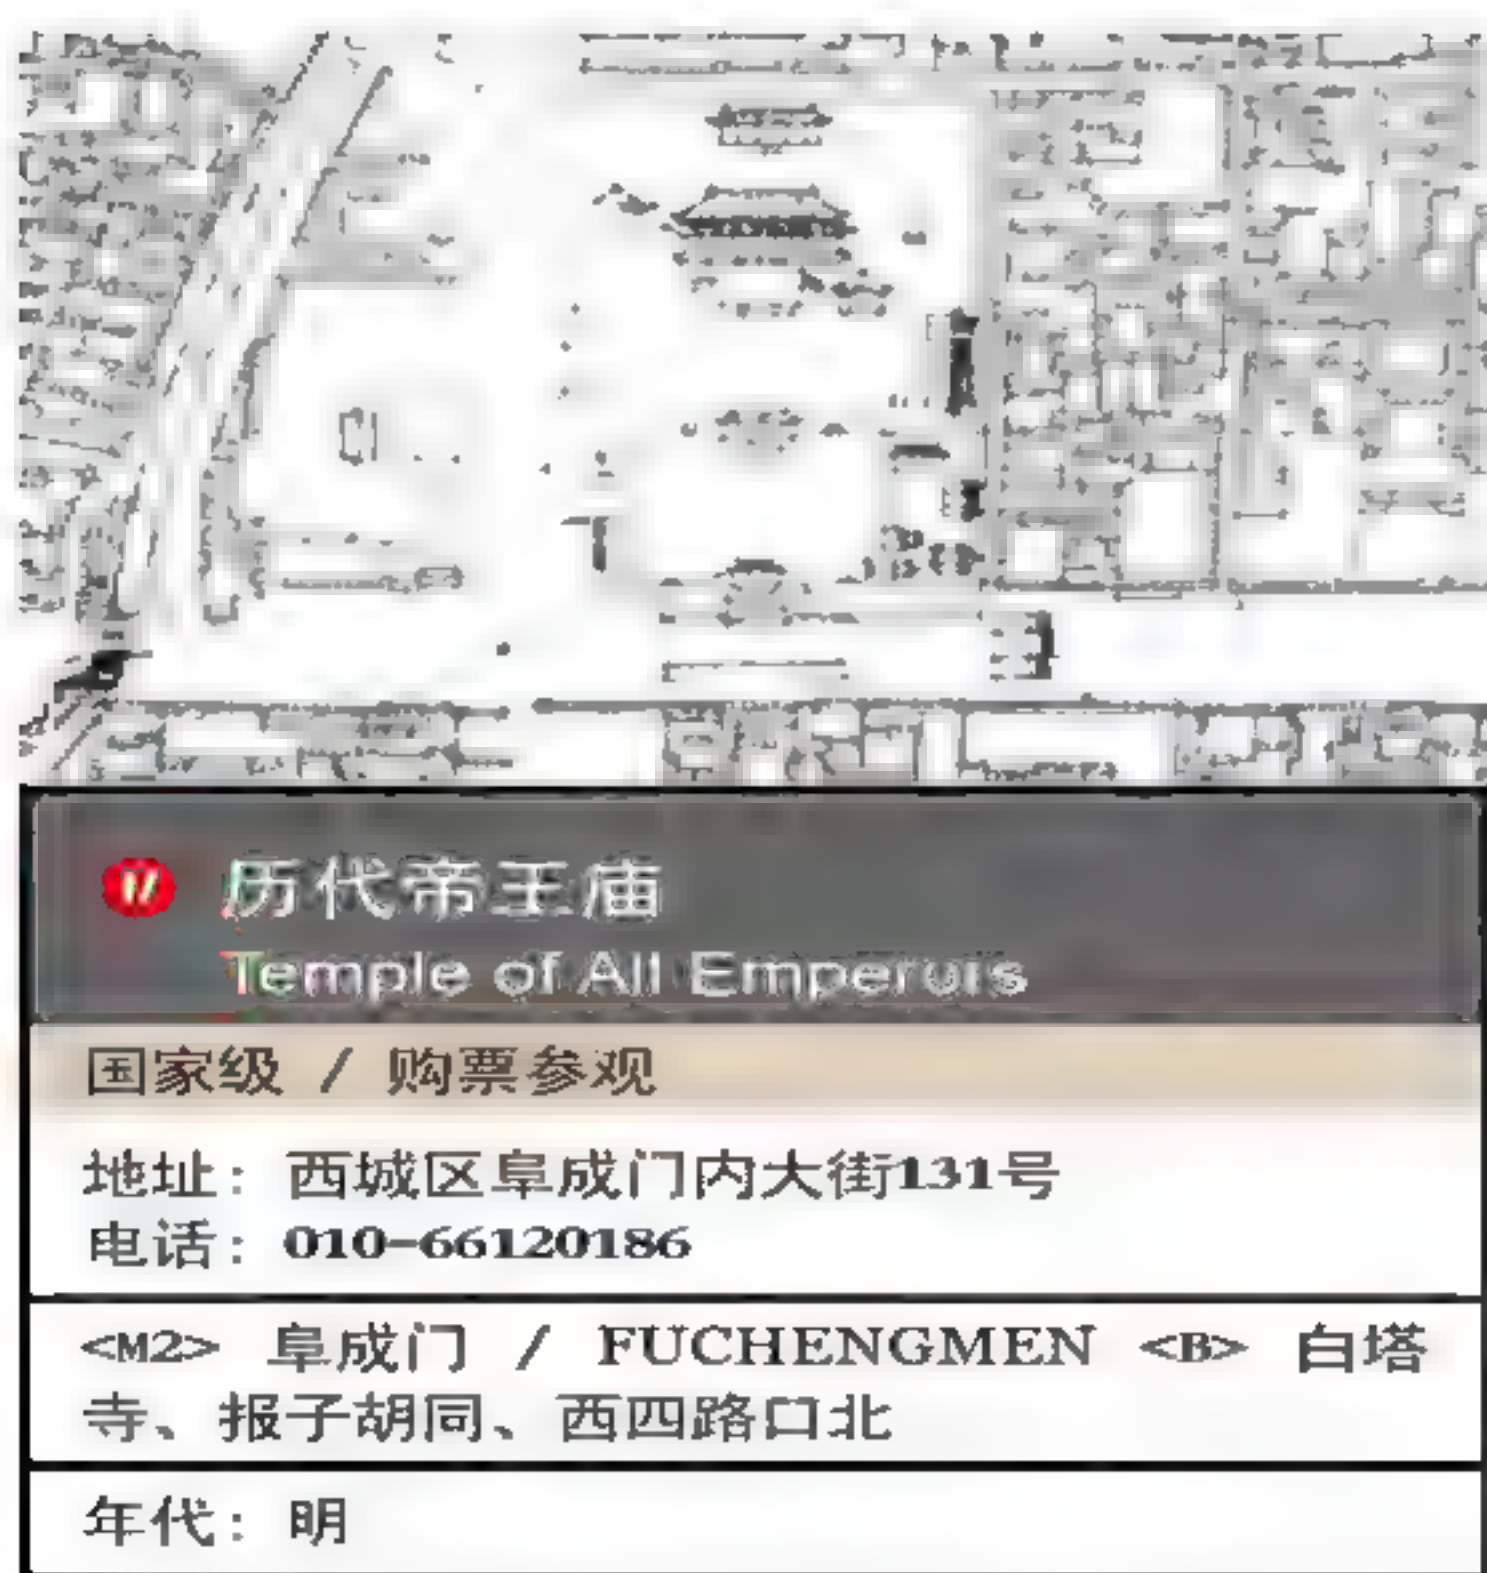 历代帝王庙
Temple of All Emperors
国家级 / 购票参观
地址：西城区阜成门内大街131号
电话：010-66120186
<M2> 阜成门 / FUCHENGMEN <B> 白塔
寺、报子胡同、西四路口北
年代：明